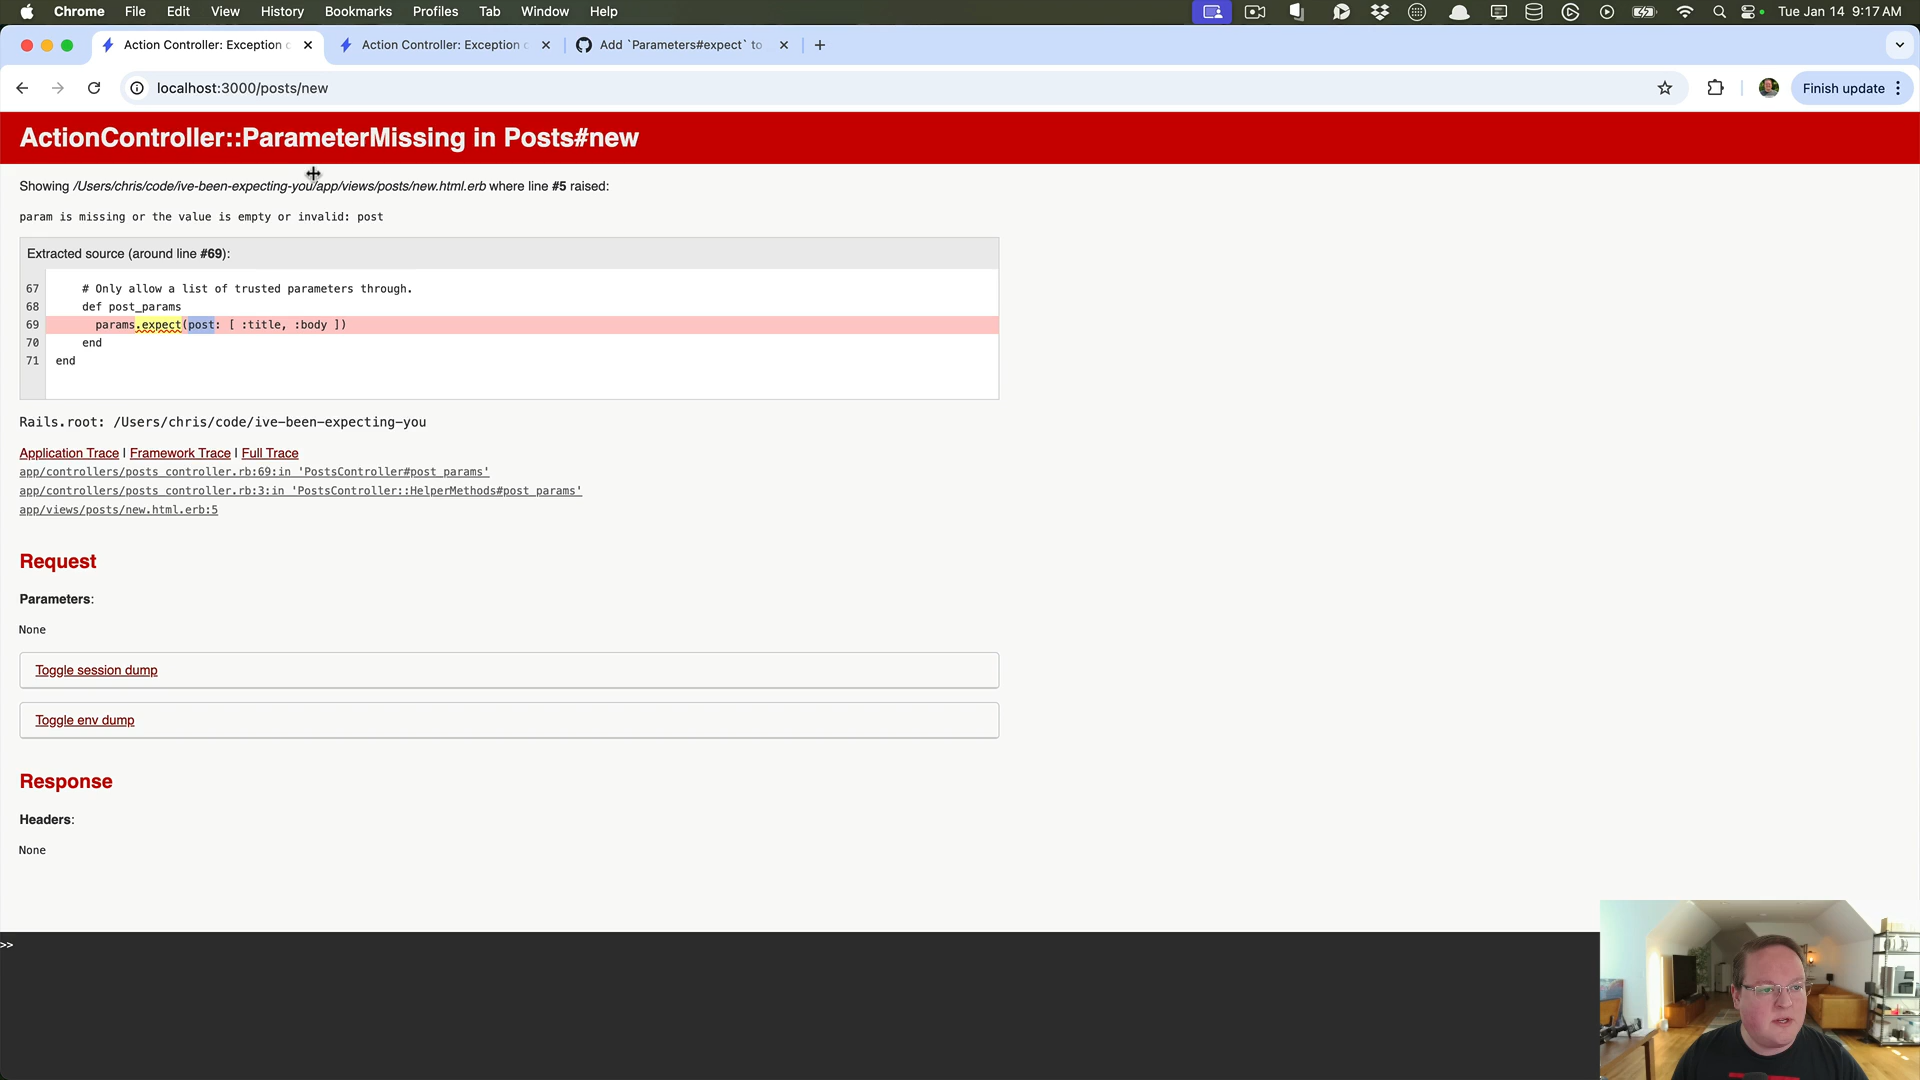 Chrome File Edit View History Bookmarks Profiles Tab Window Help Tue Jan 14 9:17 AM
Action Controller: Exception Action Controller: Exception Add `Parameters#expect` to
localhost:3000/posts/new Finish update
ActionController::ParameterMissing in Posts#new
Showing /Users/chris/code/ive-been-expecting-you/app/views/posts/new.html.erb where line #5 raised:
param is missing or the value is empty or invalid: post
Extracted source (around line #69):
67 # Only allow a list of trusted parameters through.
68 def post_params
69 params.expect(post: [ :title, :body ])
70 end
71 end
Rails.root: /Users/chris/code/ive-been-expecting-you
Application Trace | Framework Trace | Full Trace
app/controllers/posts_controller.rb:69:in 'PostsController#post_params'
app/controllers/posts_controller.rb:3:in 'PostsController::HelperMethods#post_params'
app/views/posts/new.html.erb:5
Request
Parameters:
None
Toggle session dump
Toggle env dump
Response
Headers:
None
>>